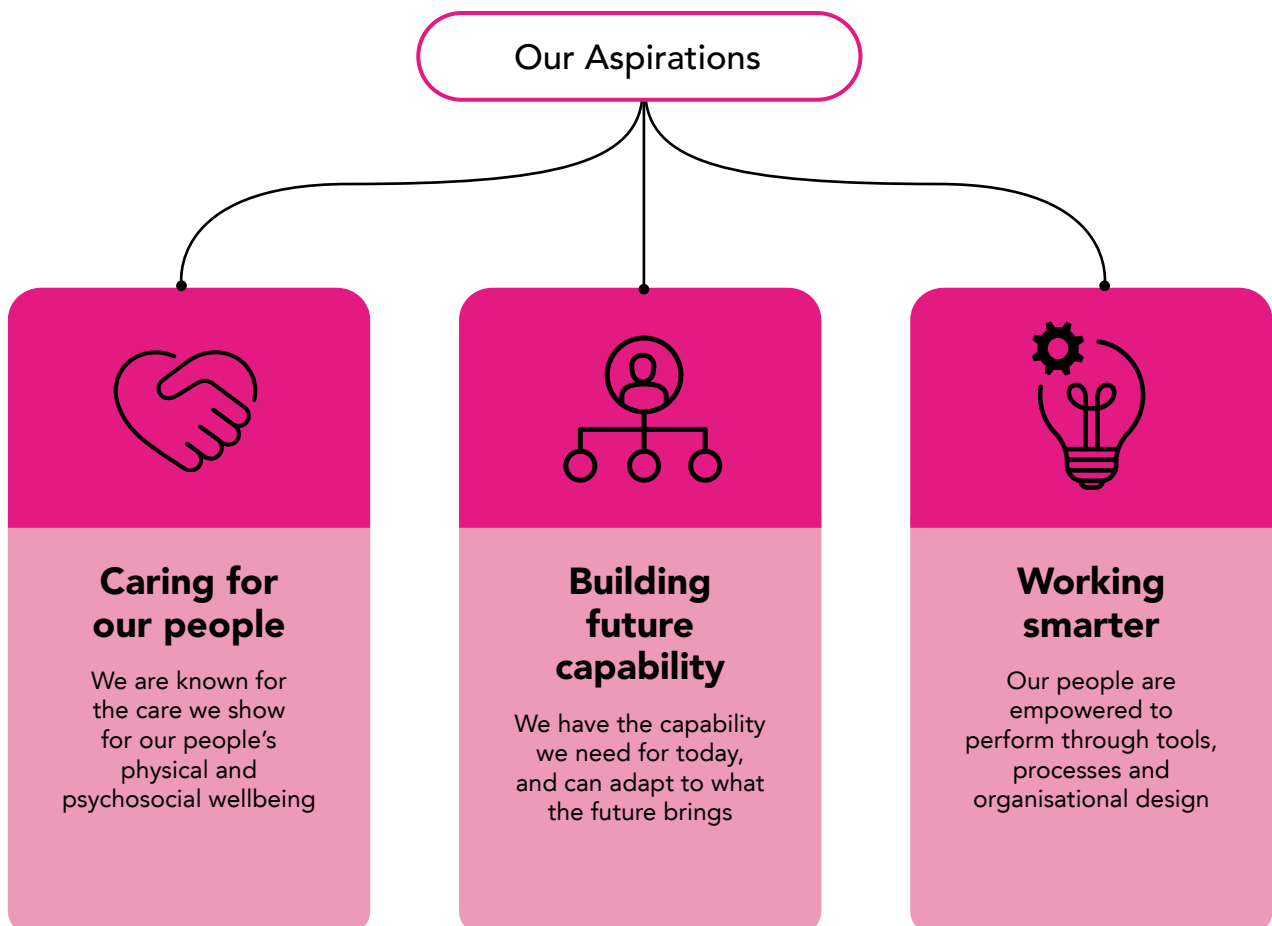 Our Aspirations
Caring for
our people
We are known for
the care we show
for our people’s
physical and
psychosocial wellbeing
Building
future
capability
We have the capability
we need for today,
and can adapt to what
the future brings
Working
smarter
Our people are
empowered to
perform through tools,
processes and
organisational design